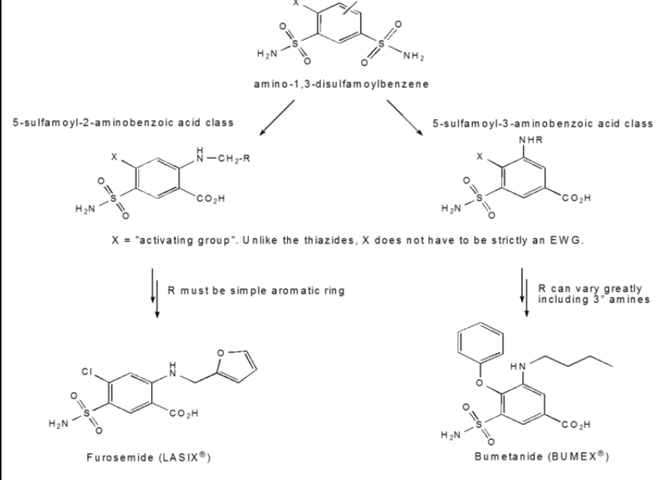 X
O
O
H₂N
S
O
S
O
NH₂
amino-1,3-disulfamoylbenzene
5-sulfamoyl-2-aminobenzoic acid class
5-sulfamoyl-3-aminobenzoic acid class
X
H
N—CH₂-R
O
S
H₂N
O
CO₂H
NHR
X
O
S
H₂N
O
CO₂H
X = "activating group". Unlike the thiazides, X does not have to be strictly an EWG.
R must be simple aromatic ring
R can vary greatly
including 3° amines
Cl
H
N
O
O
S
H₂N
O
CO₂H
Furosemide (LASIX®)
HN
O
O
S
H₂N
O
CO₂H
Bumetanide (BUMEX®)